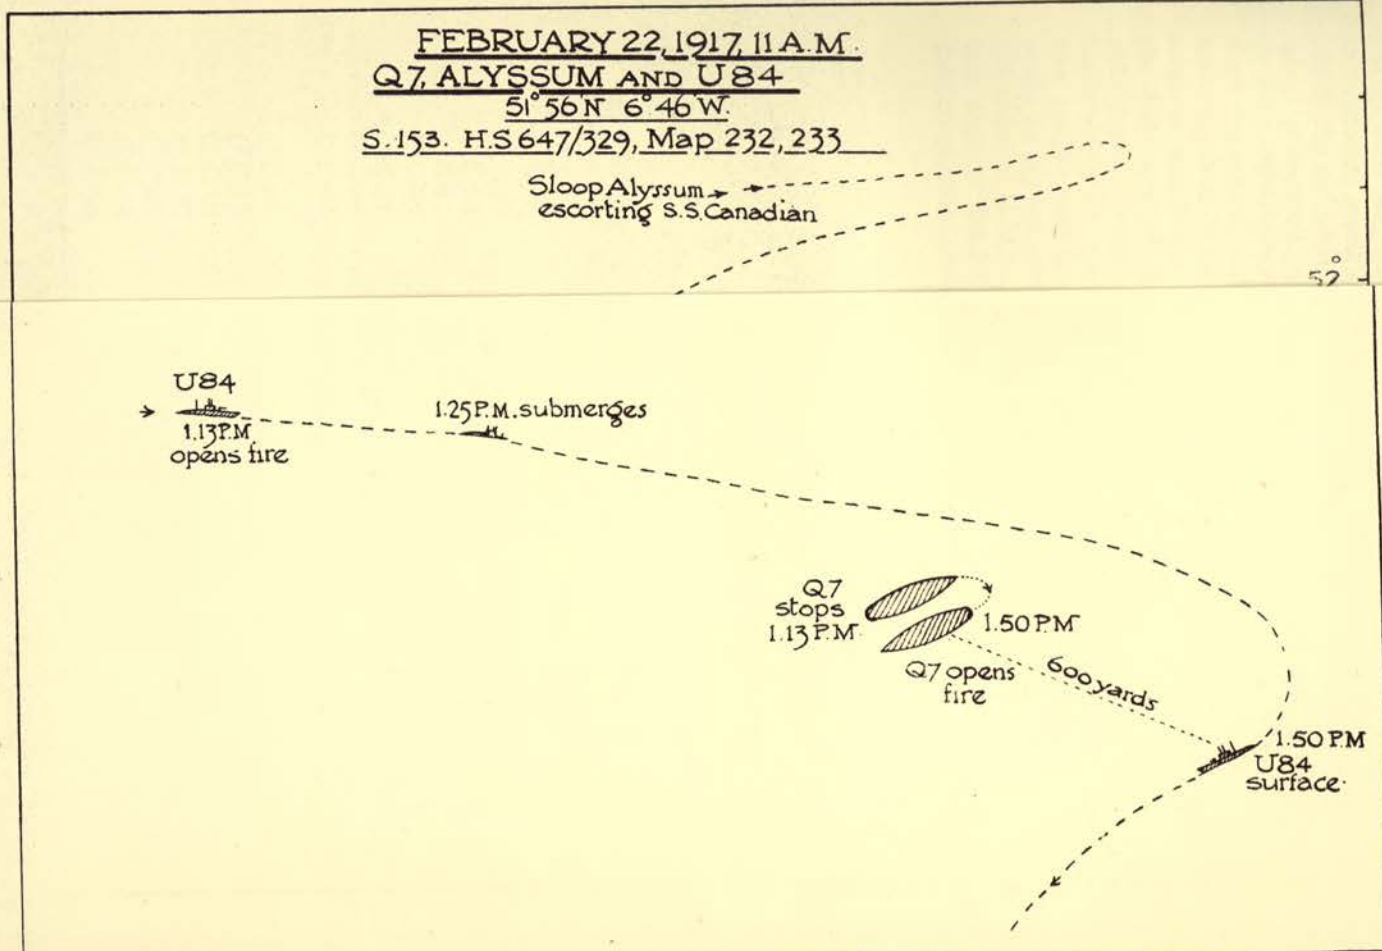 FEBRUARY 22, 1917, 11 A.M.
Q7, ALYSSUM AND U84
51° 56' N 6° 46' W.
S.153. H.S 647/329, Map 232, 233
Sloop Alyssum
escorting S.S. Canadian
52°
U84
1.13 P.M
opens fire
1.25 P.M. submerges
Q7
stops
1.13 P.M.
1.50 P.M
Q7 opens
fire
600 yards
1.50 P.M
U84
surface.